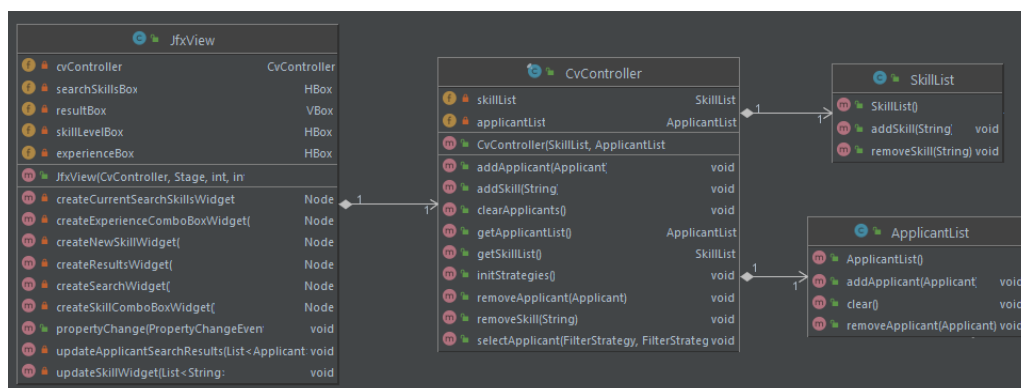 JfxView
cvController CvController
searchSkillsBox HBox
resultBox VBox
skillLevelBox HBox
experienceBox HBox
JfxView(CvController, Stage, int, in
createCurrentSearchSkillsWidget Node
createExperienceComboBoxWidget( Node
createNewSkillWidget( Node
createResultsWidget( Node
createSearchWidget( Node
createSkillComboBoxWidget( Node
propertyChange(PropertyChangeEven void
updateApplicantSearchResults(List<Applicant void
updateSkillWidget(List<String: void
1
1
CvController
skillList SkillList
applicantList ApplicantList
CvController(SkillList, ApplicantList
addApplicant(Applicant void
addSkill(String void
clearApplicants() void
getApplicantList() ApplicantList
getSkillList() SkillList
initStrategies() void
removeApplicant(Applicant) void
removeSkill(String) void
selectApplicant(FilterStrategy, FilterStrateg void
1
1
1
1
SkillList
SkillList()
addSkill(String void
removeSkill(String) void
ApplicantList
ApplicantList()
addApplicant(Applicant void
clear() void
removeApplicant(Applicant) void